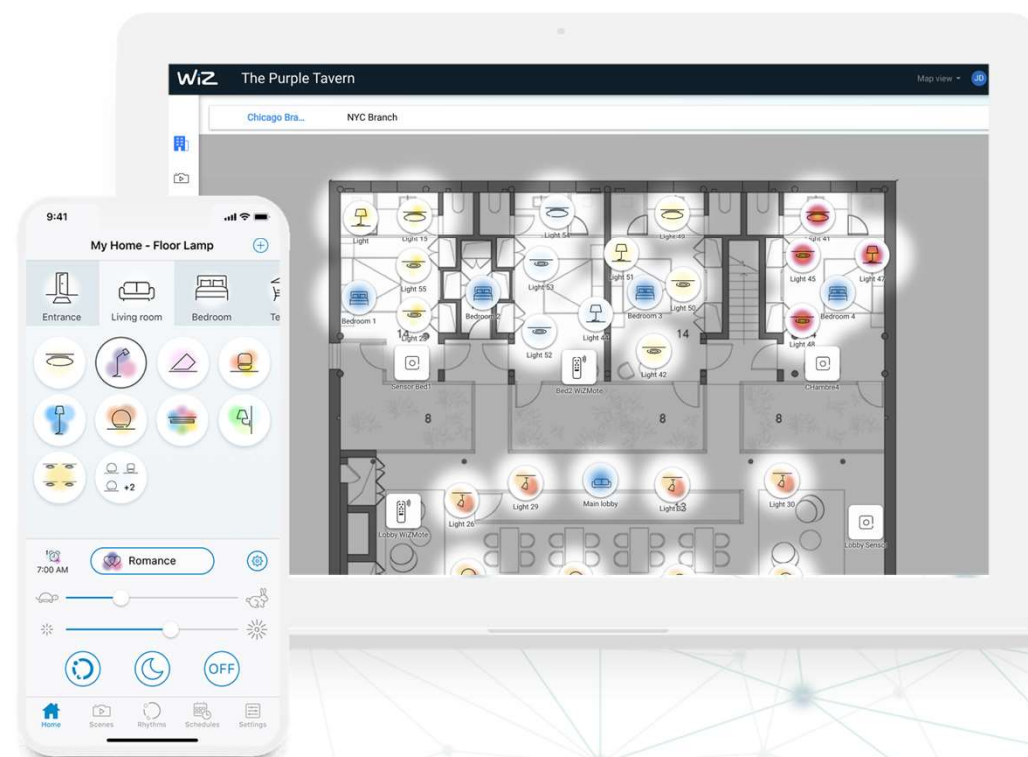 WiZ The Purple Tavern
Map view
JD
Chicago Bra...
NYC Branch
Light
Light 15
Light 54
Light 41
Light 55
Light 53
Light 51
Light 45
Light 47
Bedroom 1
Bedroom 2
Bedroom 3
Light 50
Bedroom 4
14
Light 52
14
Light 48
Light 42
Sensor Bed1
Bed2 WiZMote
CHambre4
8
8
8
Light 26
Light 29
Main lobby
13
Light 30
Lobby WiZMote
Lobby Sensor
9:41
My Home - Floor Lamp
Entrance
Living room
Bedroom
Te
+2
7:00 AM
Romance
OFF
Home
Scenes
Rhythms
Schedules
Settings